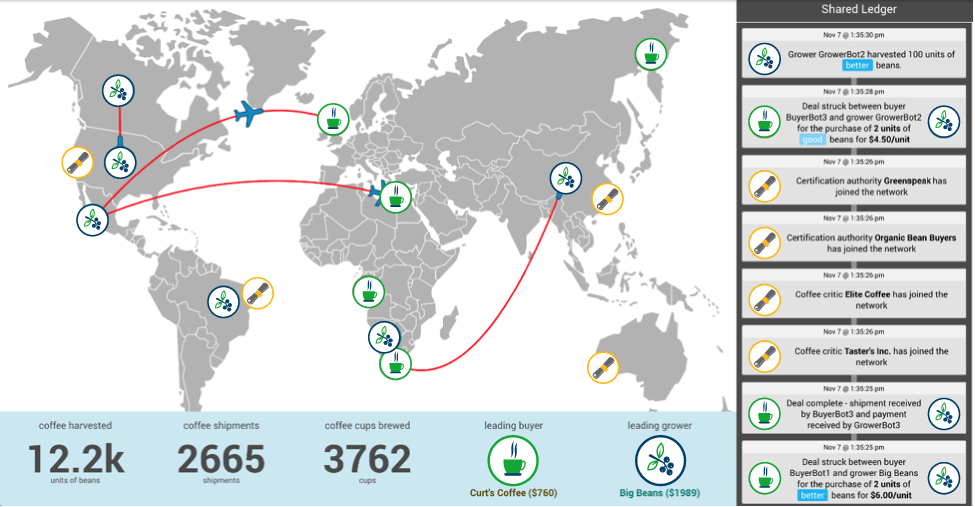 Shared Ledger
Nov 7 @ 1:35:30 pm
Grower GrowerBot2 harvested 100 units of
better beans.
Nov 7 @ 1:35:28 pm
Deal struck between buyer
BuyerBot3 and grower GrowerBot2
for the purchase of 2 units of
good beans for $4.50/unit
Nov 7 @ 1:35:26 pm
Certification authority Greenspeak has
joined the network
Nov 7 @ 1:35:26 pm
Certification authority Organic Bean Buyers
has joined the network
Nov 7 @ 1:35:26 pm
Coffee critic Elite Coffee has joined the
network
Nov 7 @ 1:35:26 pm
Coffee critic Taster's Inc. has joined the
network
Nov 7 @ 1:35:25 pm
Deal complete - shipment received
by BuyerBot3 and payment
received by GrowerBot3
Nov 7 @ 1:35:25 pm
Deal struck between buyer
BuyerBot1 and grower Big Beans
for the purchase of 2 units of
better beans for $6.00/unit
coffee harvested
12.2k
units of beans
coffee shipments
2665
shipments
coffee cups brewed
3762
cups
leading buyer
Curt's Coffee ($760)
leading grower
Big Beans ($1989)